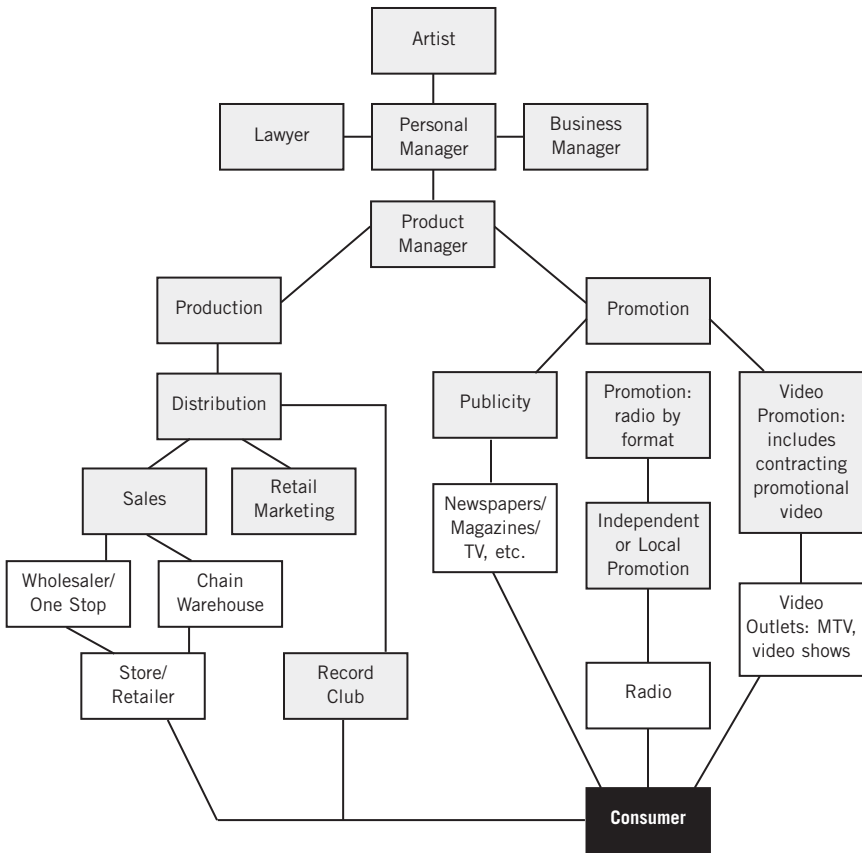 Artist
Lawyer
Personal
Manager
Business
Manager
Product
Manager
Production
Promotion
Distribution
Publicity
Promotion:
radio by
format
Video
Promotion:
includes
contracting
promotional
video
Sales
Retail
Marketing
Newspapers/
Magazines/
TV, etc.
Independent
or Local
Promotion
Wholesaler/
One Stop
Chain
Warehouse
Video
Outlets: MTV,
video shows
Store/
Retailer
Record
Club
Radio
Consumer